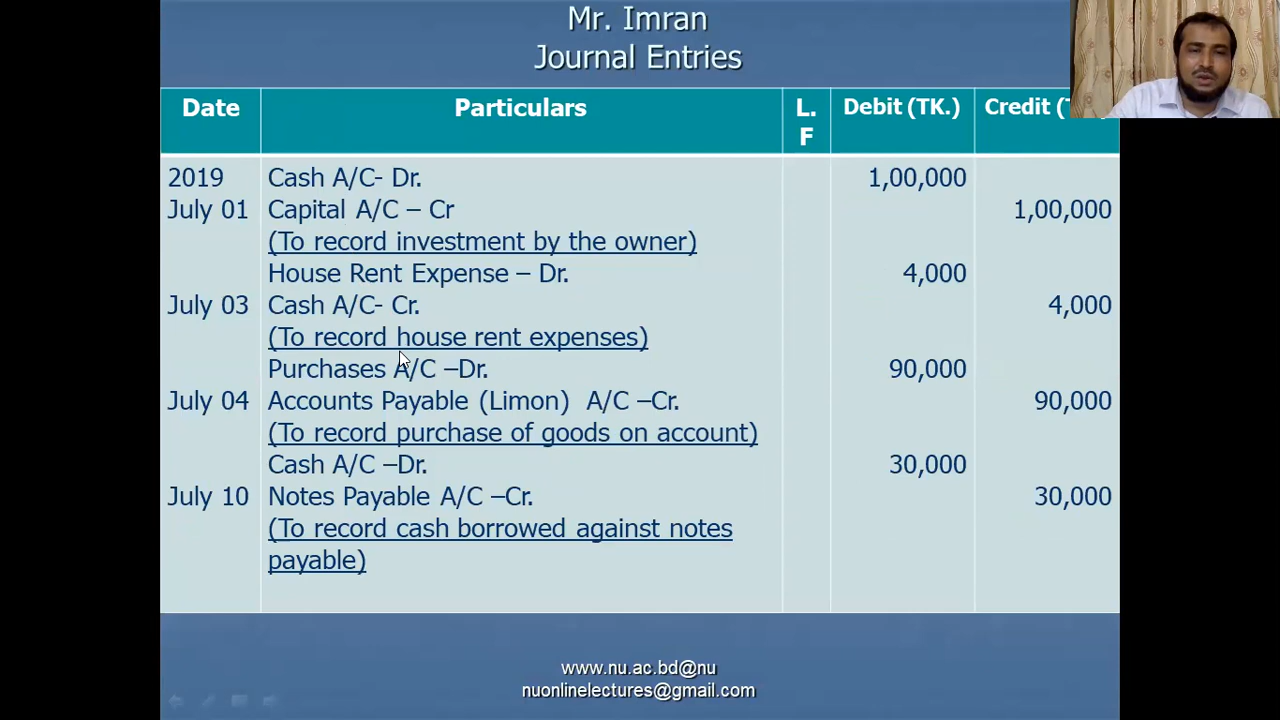 Mr. Imran
Journal Entries
Date Particulars L. F Debit (TK.) Credit (T
2019 Cash A/C- Dr. 1,00,000
July 01 Capital A/C – Cr 1,00,000
(To record investment by the owner)
House Rent Expense – Dr. 4,000
July 03 Cash A/C- Cr. 4,000
(To record house rent expenses)
Purchases A/C –Dr. 90,000
July 04 Accounts Payable (Limon) A/C –Cr. 90,000
(To record purchase of goods on account)
Cash A/C –Dr. 30,000
July 10 Notes Payable A/C –Cr. 30,000
(To record cash borrowed against notes
payable)
www.nu.ac.bd@nu
nuonlinelectures@gmail.com